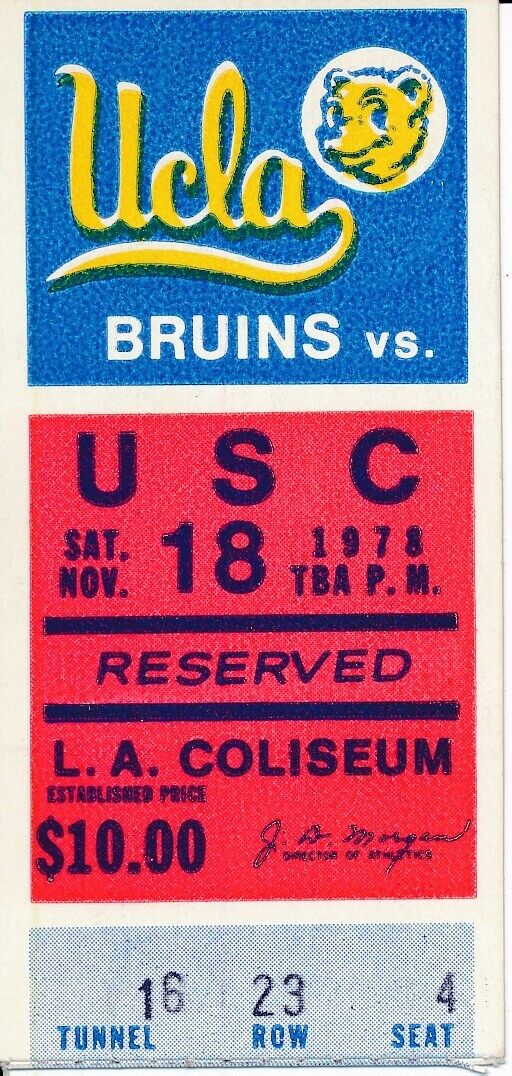 Ucla
BRUINS vs.
U S C
SAT. NOV. 18 1978 TBA P.M.
RESERVED
L. A. COLISEUM
ESTABLISHED PRICE
$10.00
J. D. Morgan
DIRECTOR OF ATHLETICS
16 23 4
TUNNEL ROW SEAT